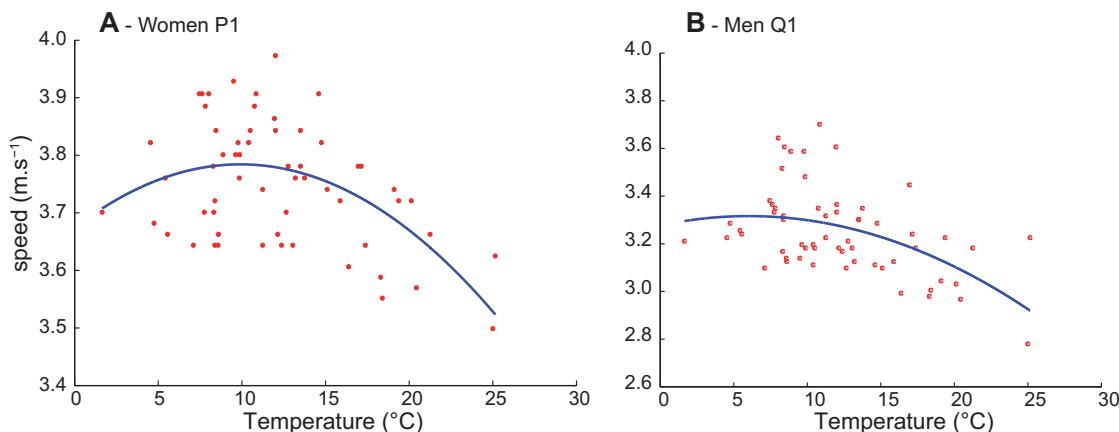 A - Women P1
4.0
3.9
3.8
3.7
3.6
3.5
3.4
speed (m.s⁻¹)
0 5 10 15 20 25 30
Temperature (°C)
B - Men Q1
4.0
3.8
3.6
3.4
3.2
3.0
2.8
2.6
0 5 10 15 20 25 30
Temperature (°C)